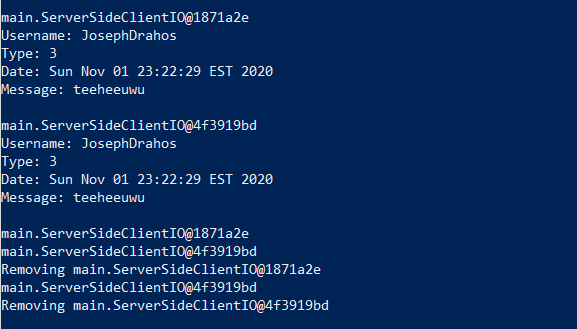 main.ServerSideClientIO@1871a2e
Username: JosephDrahos
Type: 3
Date: Sun Nov 01 23:22:29 EST 2020
Message: teeheeuwu
main.ServerSideClientIO@4f3919bd
Username: JosephDrahos
Type: 3
Date: Sun Nov 01 23:22:29 EST 2020
Message: teeheeuwu
main.ServerSideClientIO@1871a2e
main.ServerSideClientIO@4f3919bd
Removing main.ServerSideClientIO@1871a2e
main.ServerSideClientIO@4f3919bd
Removing main.ServerSideClientIO@4f3919bd